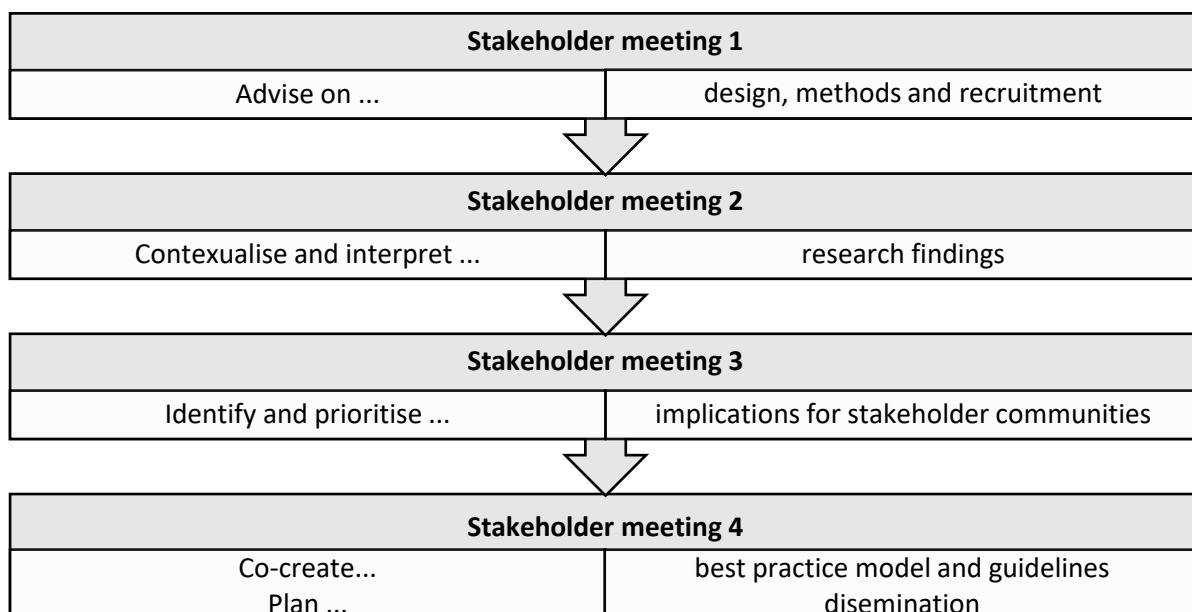 Stakeholder meeting 1
Advise on ...
design, methods and recruitment
Stakeholder meeting 2
Contexualise and interpret ...
research findings
Stakeholder meeting 3
Identify and prioritise ...
implications for stakeholder communities
Stakeholder meeting 4
Co-create...
best practice model and guidelines
Plan ...
disemination